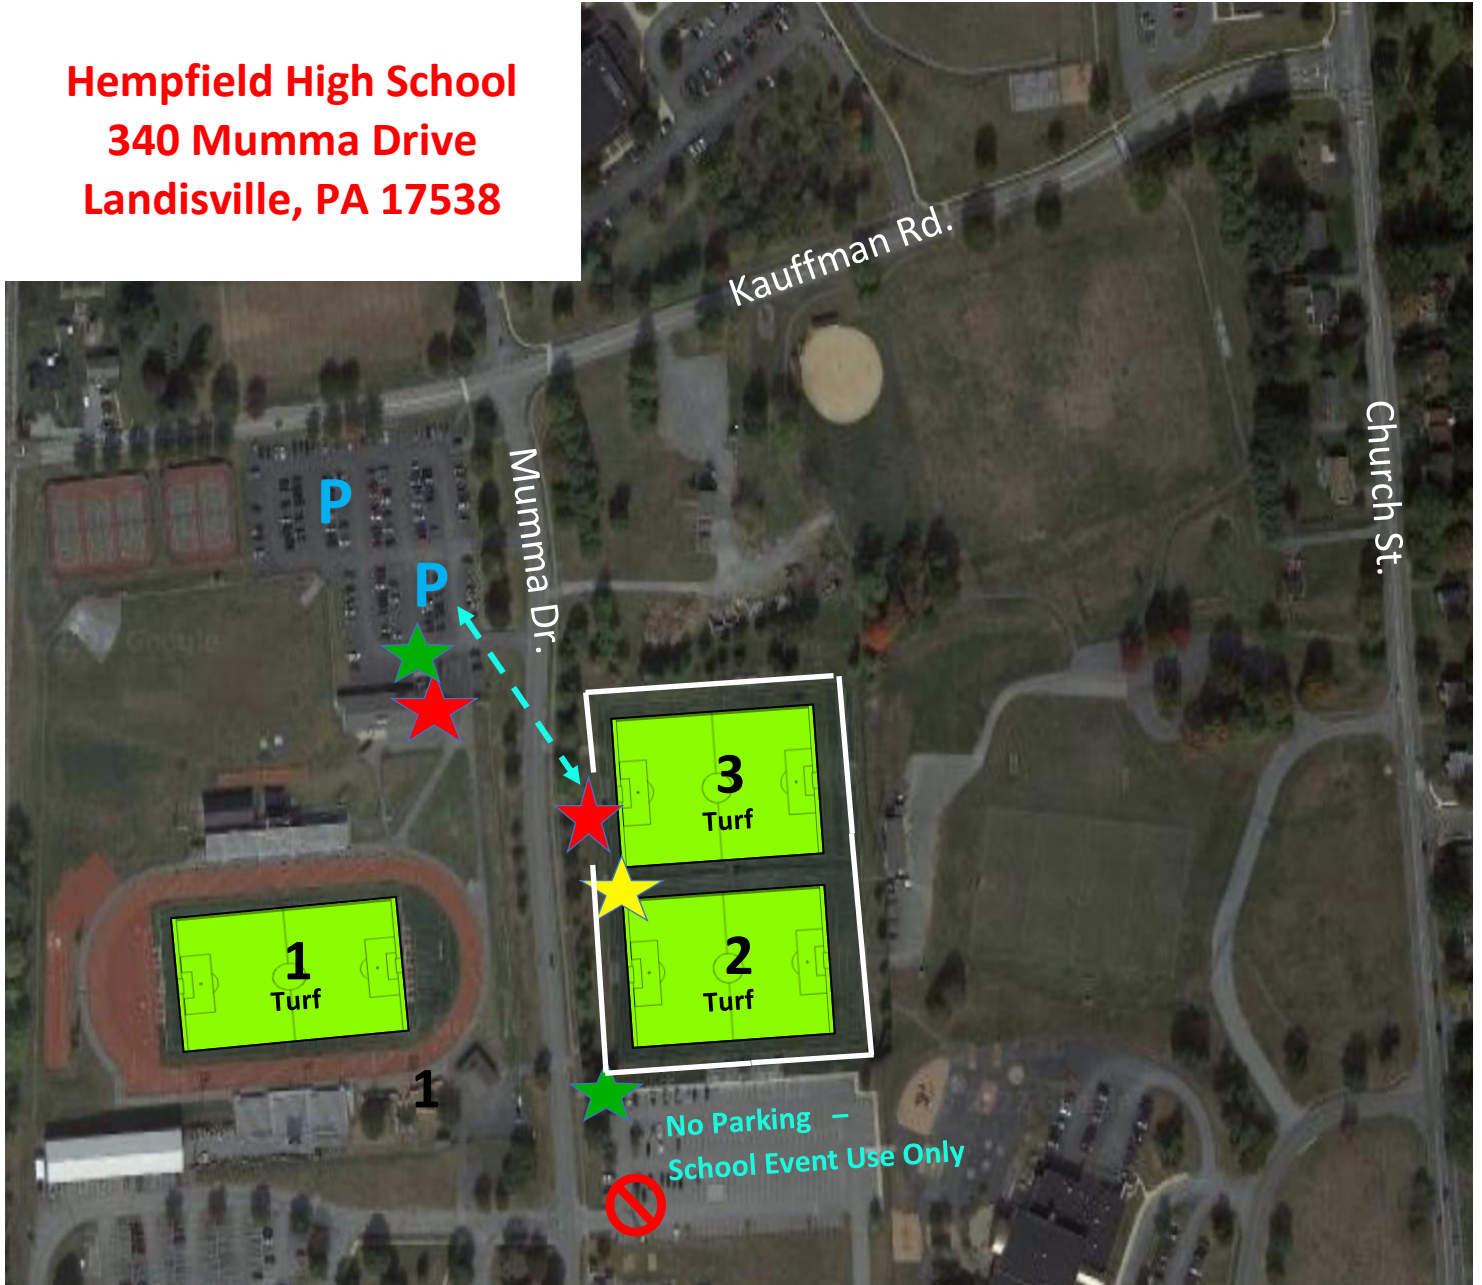 Hempfield High School
340 Mumma Drive
Landisville, PA 17538
Kauffman Rd.
Church St.
Mumma Dr.
P
P
3
Turf
2
Turf
1
Turf
1
No Parking –
School Event Use Only